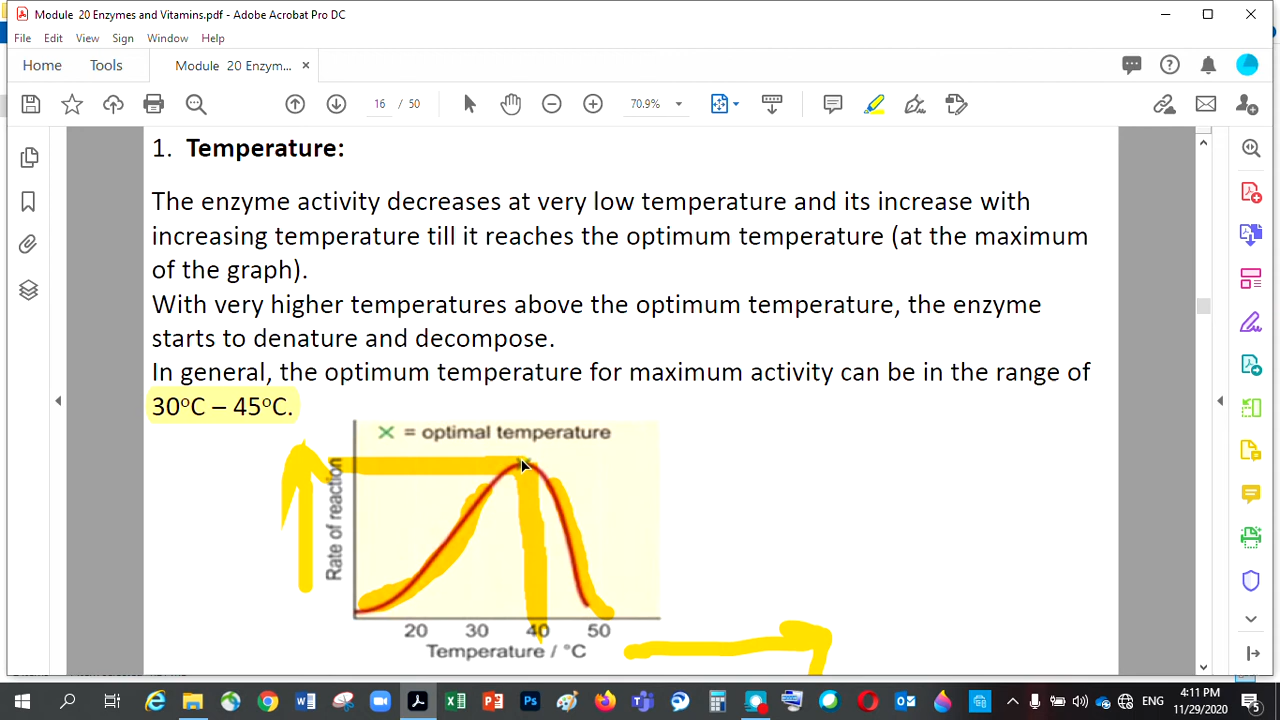 Module 20 Enzymes and Vitamins.pdf - Adobe Acrobat Pro DC
File Edit View Sign Window Help
Home Tools Module 20 Enzym... ×
16 / 50 70.9%
1. Temperature:
The enzyme activity decreases at very low temperature and its increase with
increasing temperature till it reaches the optimum temperature (at the maximum
of the graph).
With very higher temperatures above the optimum temperature, the enzyme
starts to denature and decompose.
In general, the optimum temperature for maximum activity can be in the range of
30°C – 45°C.
× = optimal temperature
Rate of reaction
20 30 40 50
Temperature / °C
ENG
4:11 PM
11/29/2020
5